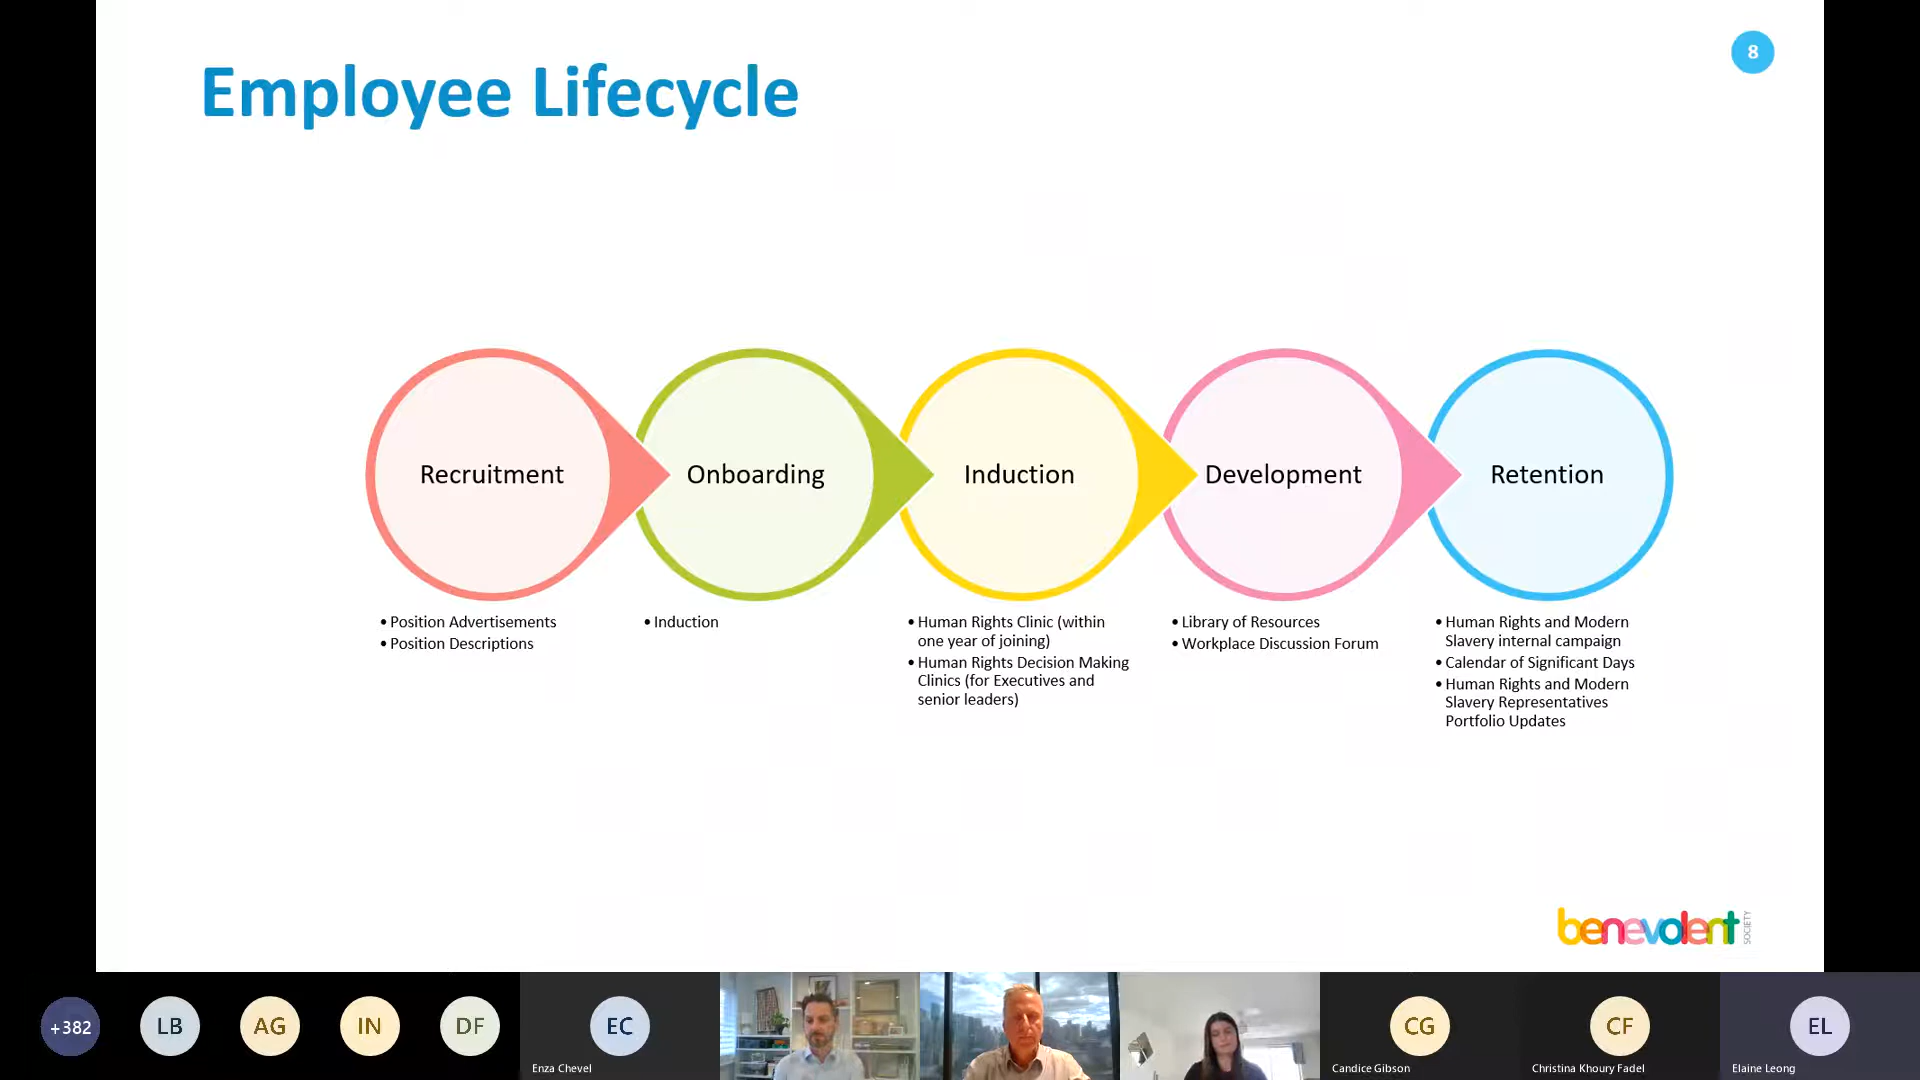 Employee Lifecycle
8
Recruitment
Onboarding
Induction
Development
Retention
• Position Advertisements
• Position Descriptions
• Induction
• Human Rights Clinic (within
one year of joining)
• Human Rights Decision Making
Clinics (for Executives and
senior leaders)
• Library of Resources
• Workplace Discussion Forum
• Human Rights and Modern
Slavery internal campaign
• Calendar of Significant Days
• Human Rights and Modern
Slavery Representatives
Portfolio Updates
benevolent
SOCIETY
+382
LB
AG
IN
DF
EC
Enza Chevel
CG
Candice Gibson
CF
Christina Khoury Fadel
EL
Elaine Leong